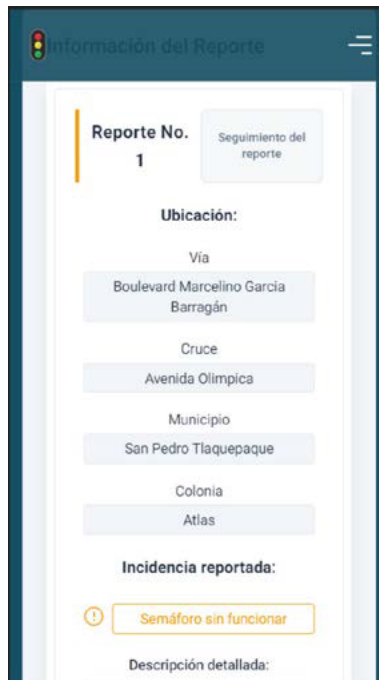 Información del Reporte
Reporte No.
1
Seguimiento del
reporte
Ubicación:
Vía
Boulevard Marcelino Garcia
Barragán
Cruce
Avenida Olimpica
Municipio
San Pedro Tlaquepaque
Colonia
Atlas
Incidencia reportada:
Semáforo sin funcionar
Descripción detallada: